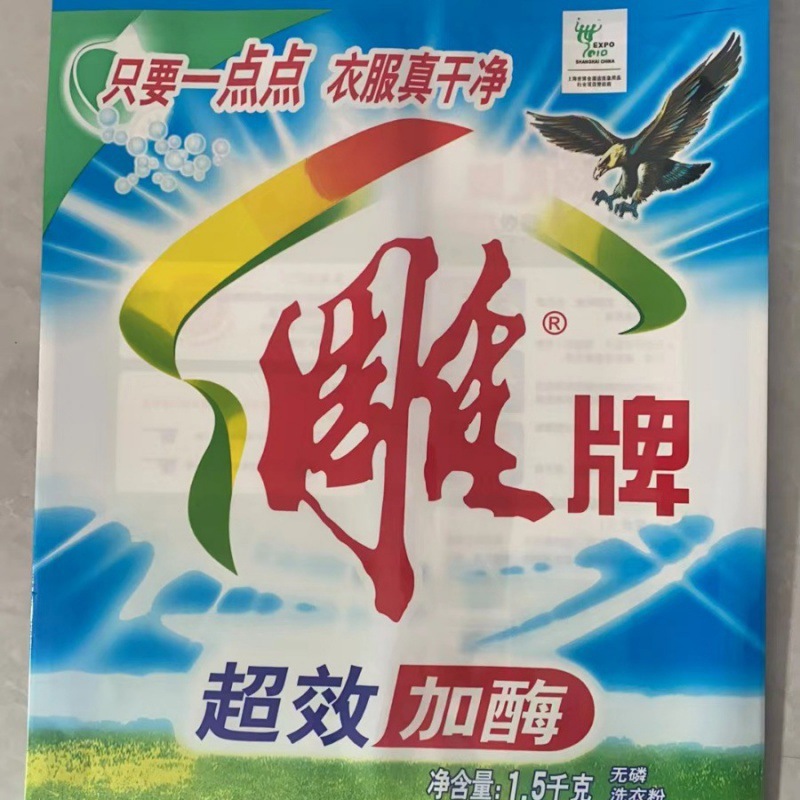 只要一点点 衣服真干净
EXPO
2010
SHANGHAI CHINA
雕®
牌
超效 加酶
净含量:1.5千克
无磷
洗衣粉